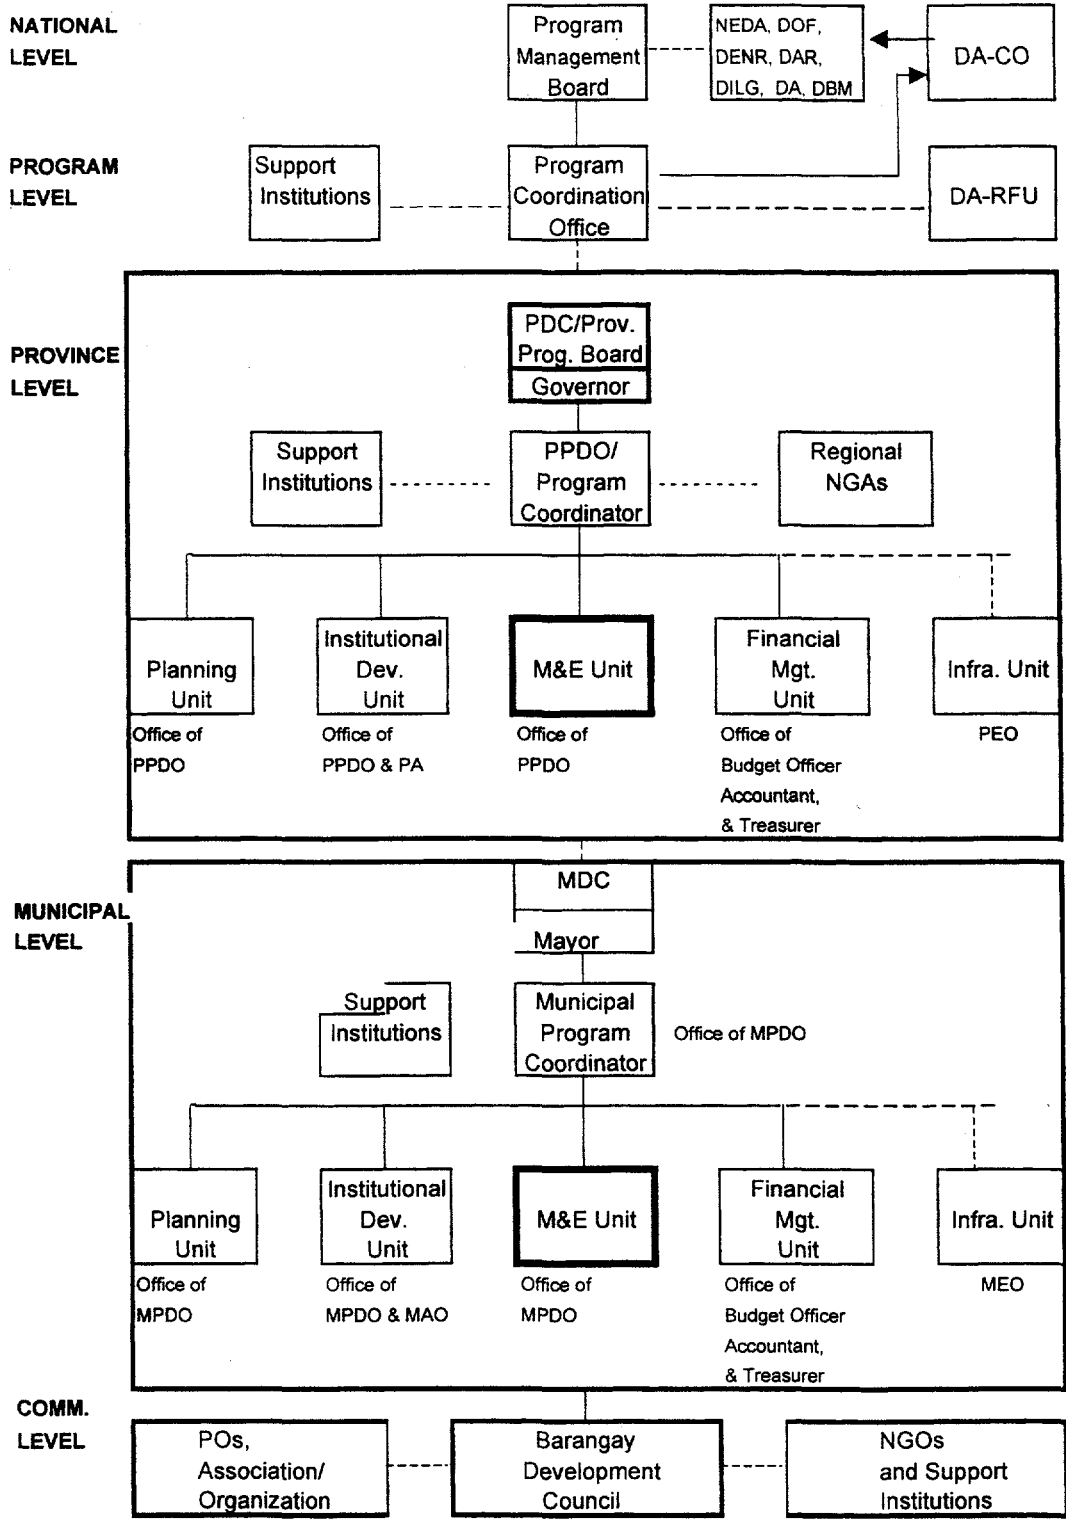 NATIONAL
LEVEL
Program
Management
Board
NEDA, DOF,
DENR, DAR,
DILG, DA, DBM
DA-CO
PROGRAM
LEVEL
Support
Institutions
Program
Coordination
Office
DA-RFU
PROVINCE
LEVEL
PDC/Prov.
Prog. Board
Governor
Support
Institutions
PPDO/
Program
Coordinator
Regional
NGAs
Planning
Unit
Institutional
Dev.
Unit
M&E Unit
Financial
Mgt.
Unit
Infra. Unit
Office of
PPDO
Office of
PPDO & PA
Office of
PPDO
Office of
Budget Officer
Accountant,
& Treasurer
PEO
MUNICIPAL
LEVEL
MDC
Mayor
Support
Institutions
Municipal
Program
Coordinator
Office of MPDO
Planning
Unit
Institutional
Dev.
Unit
M&E Unit
Financial
Mgt.
Unit
Infra. Unit
Office of
MPDO
Office of
MPDO & MAO
Office of
MPDO
Office of
Budget Officer
Accountant,
& Treasurer
MEO
COMM.
LEVEL
POs,
Association/
Organization
Barangay
Development
Council
NGOs
and Support
Institutions